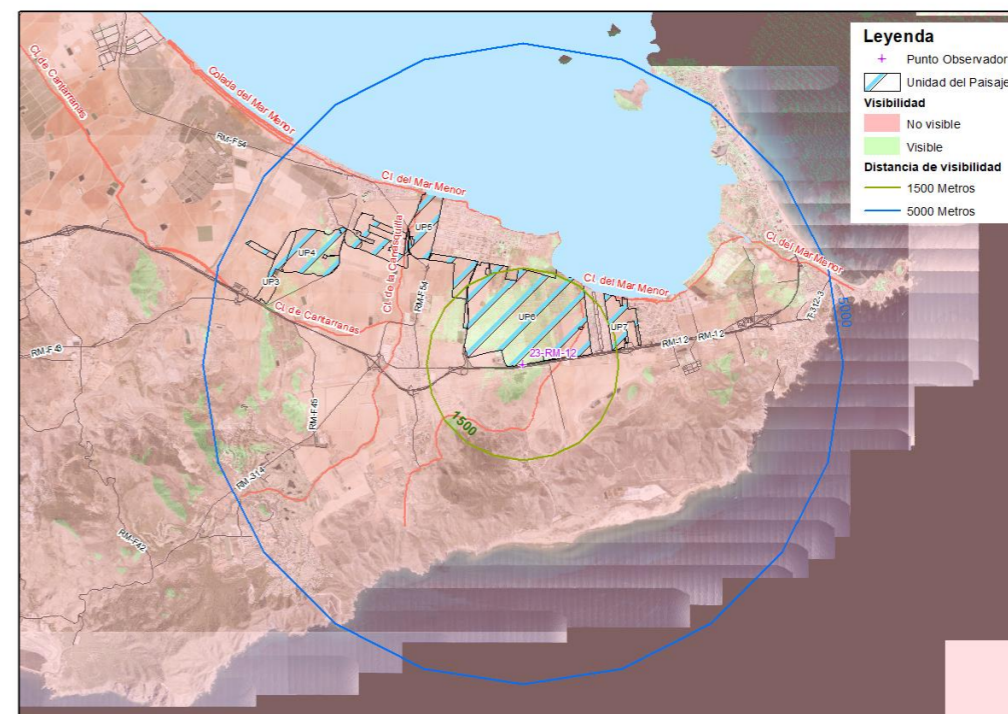 Leyenda
Punto Observador
Unidad del Paisaje
Visibilidad
No visible
Visible
Distancia de visibilidad
1500 Metros
5000 Metros
Cl. de Cantarranas
Colada del Mar Menor
RM-F54
Cl. del Mar Menor
UP5
UP4
UP3
Cl. de la Carrasquilla
RM-F54
Cl. de Cantarranas
Cl. del Mar Menor
Cl. del Mar Menor
UP6
UP7
23-RM-12
RM-12
RM-12
F-312-3
5000
RM-F43
1500
RM-F45
RM-314
RM-F42